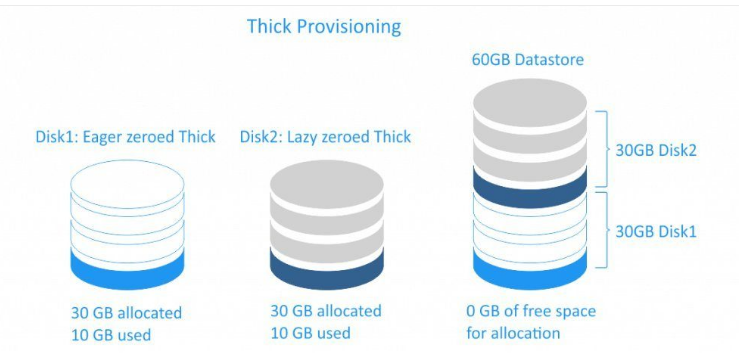 Thick Provisioning
60GB Datastore
Disk1: Eager zeroed Thick
Disk2: Lazy zeroed Thick
30GB Disk2
30GB Disk1
30 GB allocated
10 GB used
30 GB allocated
10 GB used
0 GB of free space
for allocation